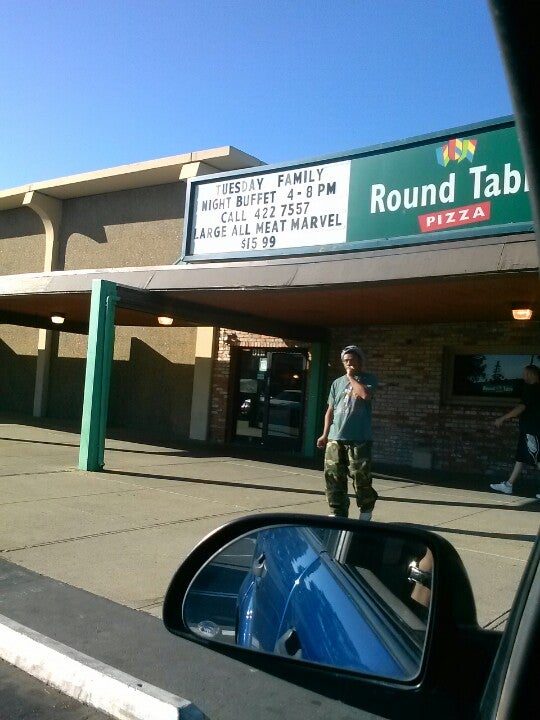 TUESDAY FAMILY
NIGHT BUFFET 4-8 PM
CALL 422 7557
LARGE ALL MEAT MARVEL
$15 99
Round Tabl
PIZZA